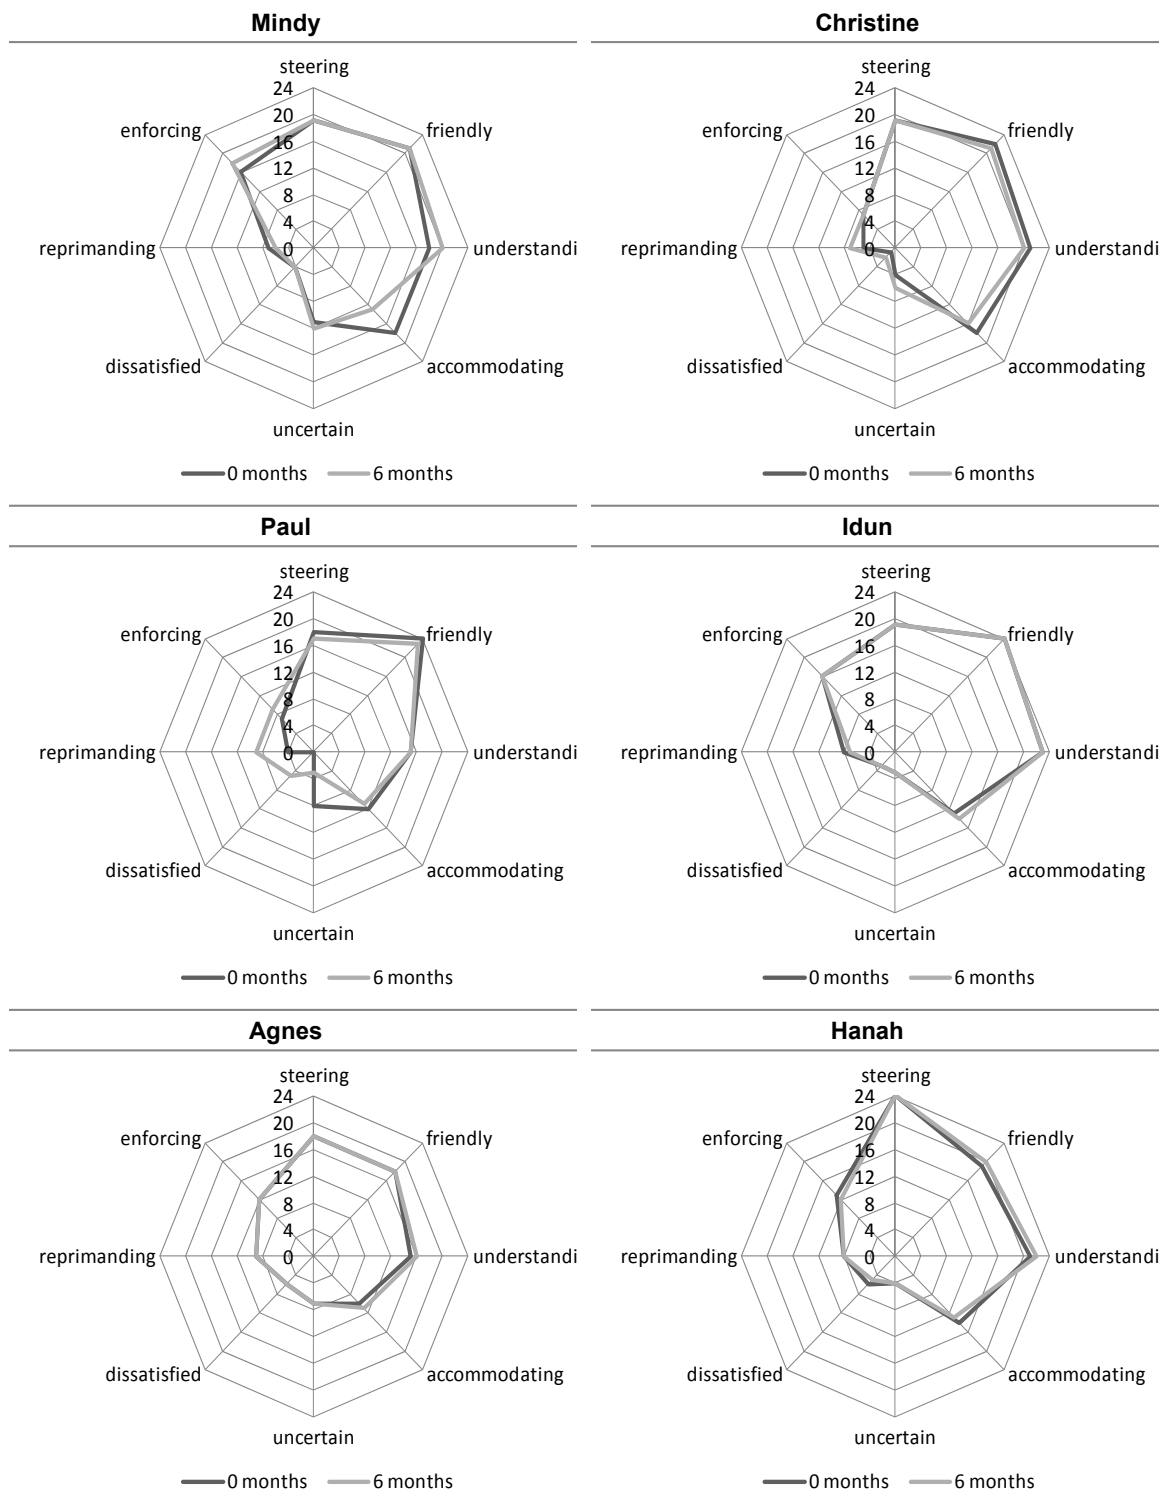 Mindy
steering
24
enforcing
20
friendly
16
12
8
4
reprimanding
0
understandi
dissatisfied
accommodating
uncertain
0 months
6 months
Christine
steering
24
enforcing
20
friendly
16
12
8
4
reprimanding
0
understandi
dissatisfied
accommodating
uncertain
0 months
6 months
Paul
steering
24
enforcing
20
friendly
16
12
8
4
reprimanding
0
understandi
dissatisfied
accommodating
uncertain
0 months
6 months
Idun
steering
24
enforcing
20
friendly
16
12
8
4
reprimanding
0
understandi
dissatisfied
accommodating
uncertain
0 months
6 months
Agnes
steering
24
enforcing
20
friendly
16
12
8
4
reprimanding
0
understandi
dissatisfied
accommodating
uncertain
0 months
6 months
Hanah
steering
24
enforcing
20
friendly
16
12
8
4
reprimanding
0
understandi
dissatisfied
accommodating
uncertain
0 months
6 months